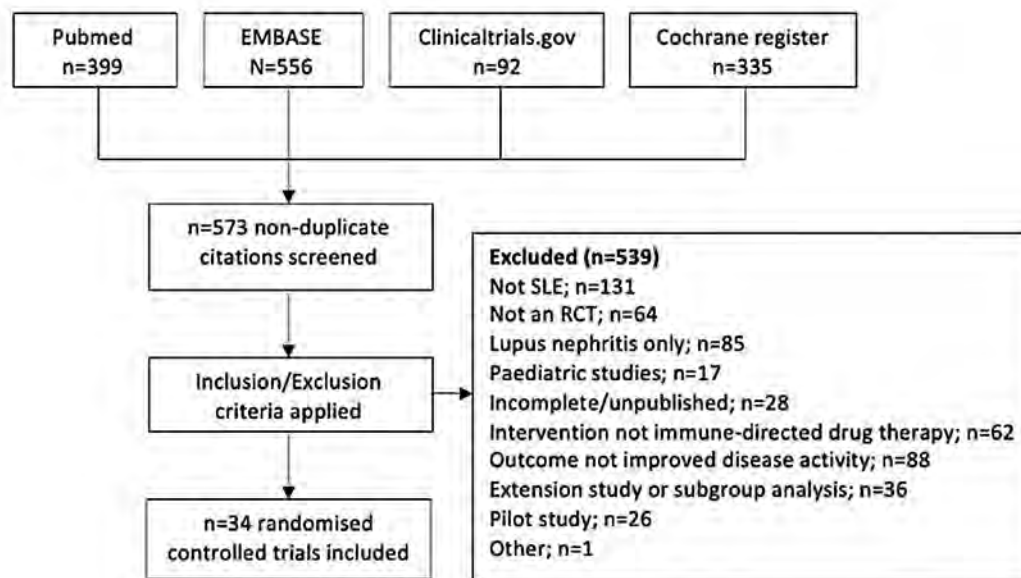 Pubmed
n=399
EMBASE
N=556
Clinicaltrials.gov
n=92
Cochrane register
n=335
n=573 non-duplicate
citations screened
Inclusion/Exclusion
criteria applied
Excluded (n=539)
Not SLE; n=131
Not an RCT; n=64
Lupus nephritis only; n=85
Paediatric studies; n=17
Incomplete/unpublished; n=28
Intervention not immune-directed drug therapy; n=62
Outcome not improved disease activity; n=88
Extension study or subgroup analysis; n=36
Pilot study; n=26
Other; n=1
n=34 randomised
controlled trials included